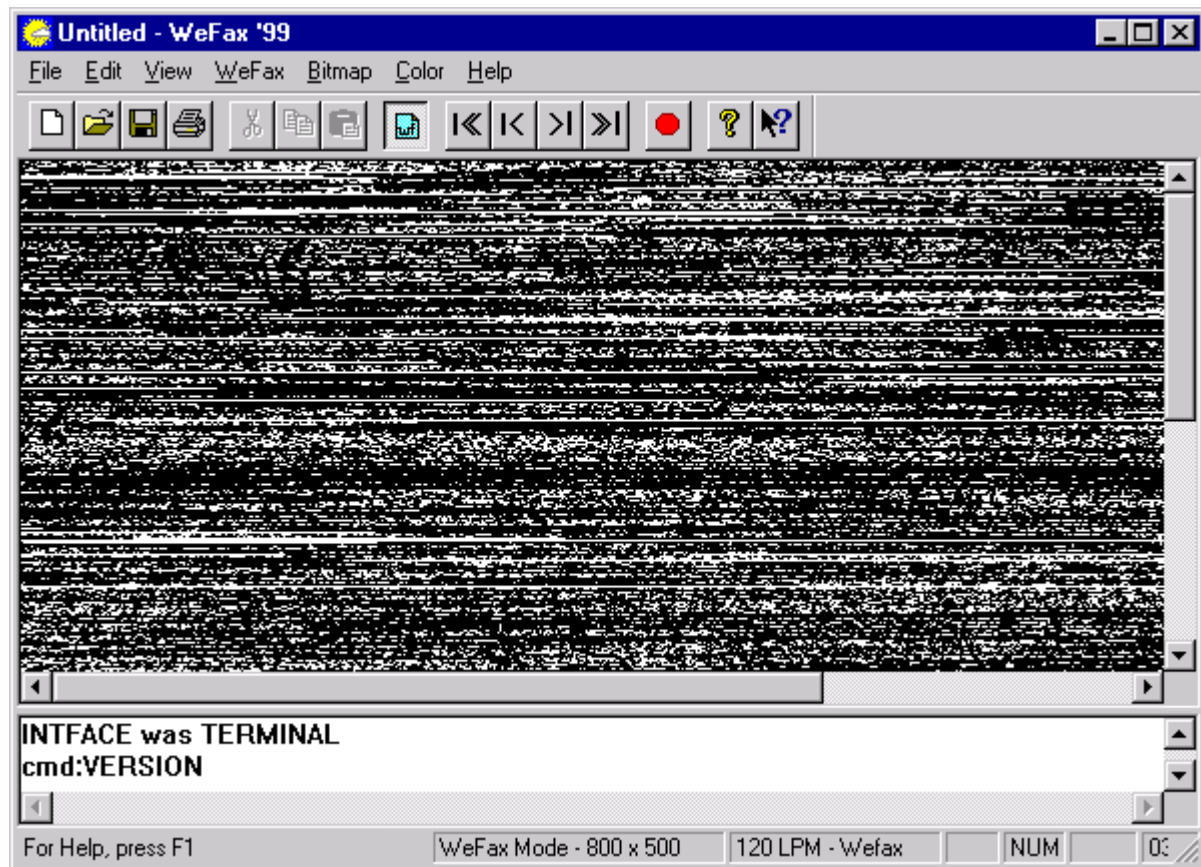 Untitled - WeFax '99
File Edit View WeFax Bitmap Color Help
wf
INTFACE was TERMINAL
cmd:VERSION
For Help, press F1 WeFax Mode - 800 x 500 120 LPM - Wefax NUM